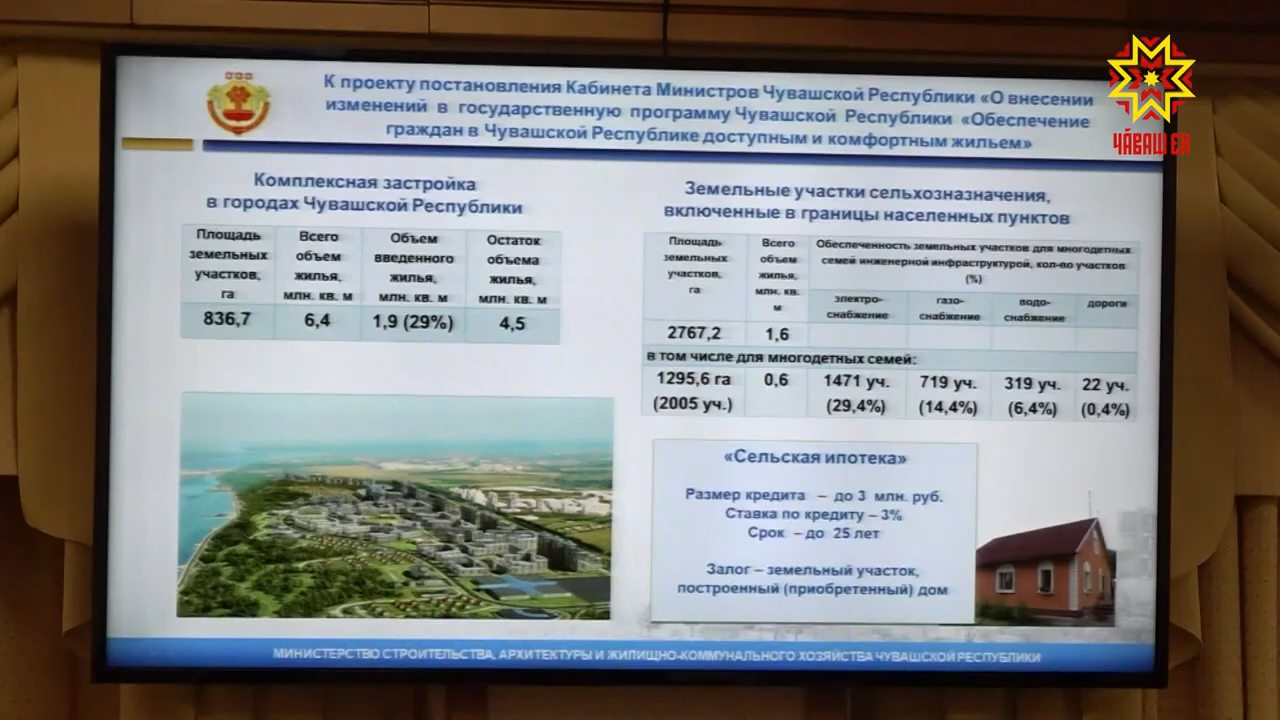 К проекту постановления Кабинета Министров Чувашской Республики «О внесении
изменений в государственную программу Чувашской Республики «Обеспечение
граждан в Чувашской Республике доступным и комфортным жильем»
ЧӐВАШ ЕН
Комплексная застройка
в городах Чувашской Республики
Площадь земельных участков, га
Всего объем жилья, млн. кв. м
Объем введенного жилья, млн. кв. м
Остаток объема жилья, млн. кв. м
836,7 6,4 1,9 (29%) 4,5
Земельные участки сельхозназначения,
включенные в границы населенных пунктов
Площадь земельных участков, га
Всего объем жилья, млн. кв. м
Обеспеченность земельных участков для многодетных
семей инженерной инфраструктурой, кол-во участков
(%)
электро-снабжение
газо-снабжение
водо-снабжение
дороги
2767,2 1,6
в том числе для многодетных семей:
1295,6 га 0,6 1471 уч. 719 уч. 319 уч. 22 уч.
(2005 уч.) (29,4%) (14,4%) (6,4%) (0,4%)
«Сельская ипотека»
Размер кредита – до 3 млн. руб.
Ставка по кредиту – 3%
Срок – до 25 лет
Залог – земельный участок,
построенный (приобретенный) дом
МИНИСТЕРСТВО СТРОИТЕЛЬСТВА, АРХИТЕКТУРЫ И ЖИЛИЩНО-КОММУНАЛЬНОГО ХОЗЯЙСТВА ЧУВАШСКОЙ РЕСПУБЛИКИ